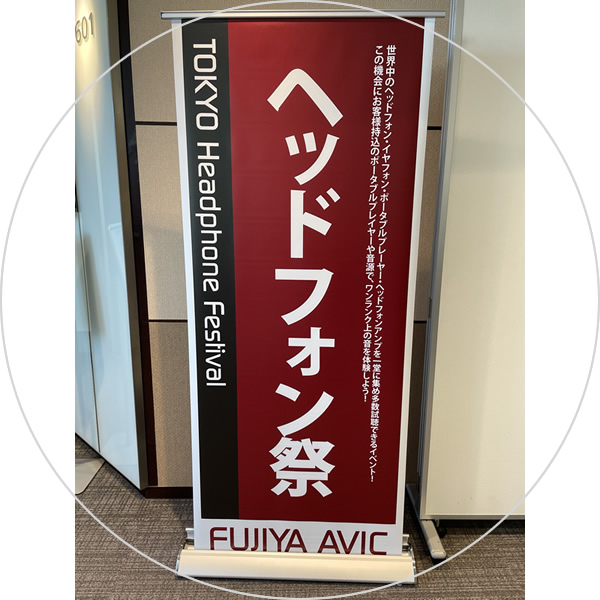 世界中のヘッドフォン・イヤフォン・ポータブルプレーヤー・ヘッドフォンアンプを一堂に集め多数試聴できるイベント!
この機会にお客様持込のポータブルプレイヤーや音源で、ワンランク上の音を体験しよう!
ヘッドフォン祭
TOKYO Headphone Festival
FUJIYA AVIC
601